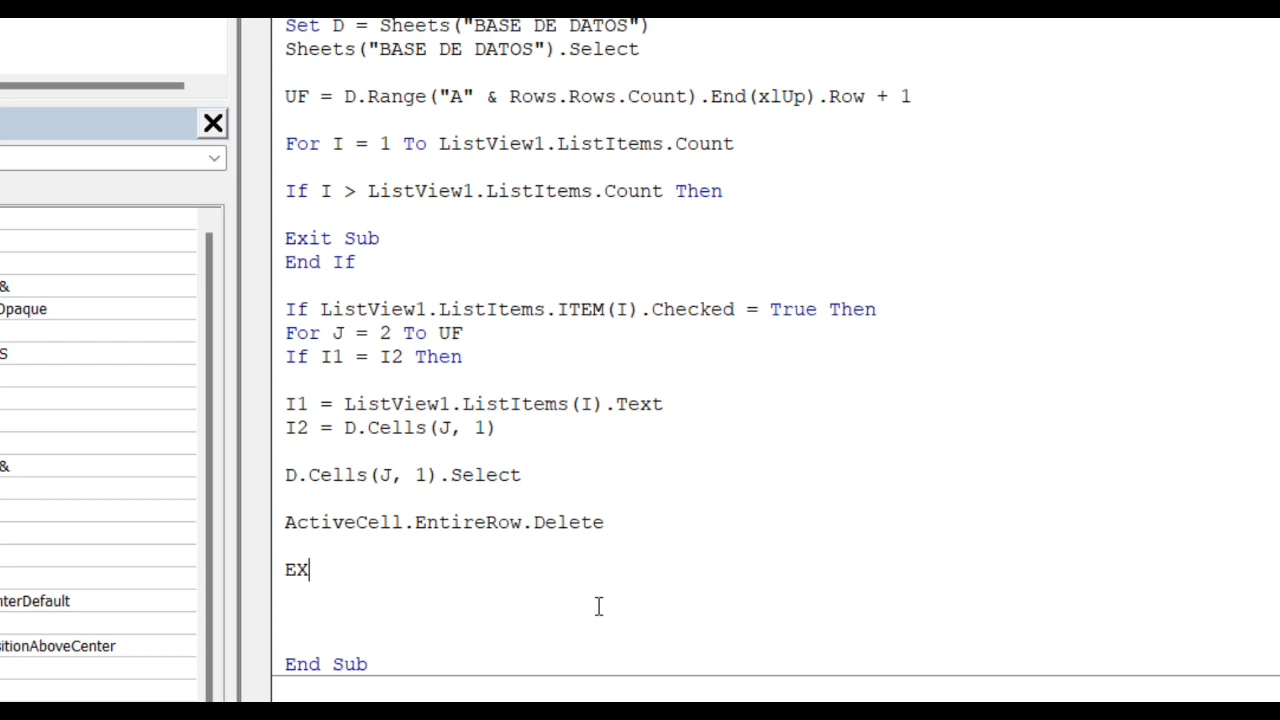 Set D = Sheets("BASE DE DATOS")
Sheets("BASE DE DATOS").Select
UF = D.Range("A" & Rows.Rows.Count).End(xlUp).Row + 1
For I = 1 To ListView1.ListItems.Count
If I > ListView1.ListItems.Count Then
Exit Sub
End If
If ListView1.ListItems.ITEM(I).Checked = True Then
For J = 2 To UF
If I1 = I2 Then
I1 = ListView1.ListItems(I).Text
I2 = D.Cells(J, 1)
D.Cells(J, 1).Select
ActiveCell.EntireRow.Delete
EX
End Sub
&
Opaque
S
&
nterDefault
sitionAboveCenter